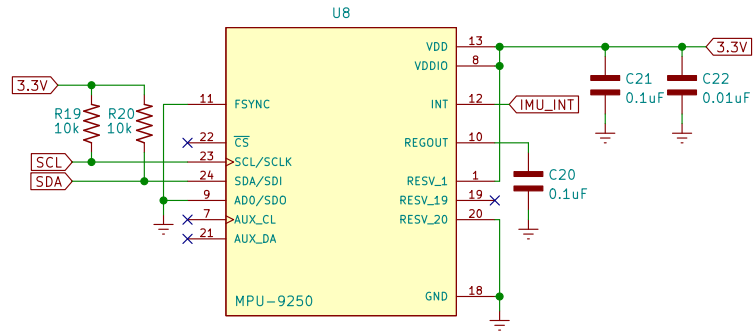 U8
13 VDD 3.3V
8 VDDIO
3.3V
11 FSYNC
INT 12 IMU_INT
C21
0.1uF
C22
0.01uF
R19
10k
R20
10k
22 CS
REGOUT 10
SCL 23 SCL/SCLK
SDA 24 SDA/SDI
RESV_1 1
C20
0.1uF
9 AD0/SDO
RESV_19 19
7 AUX_CL
RESV_20 20
21 AUX_DA
MPU-9250
GND 18